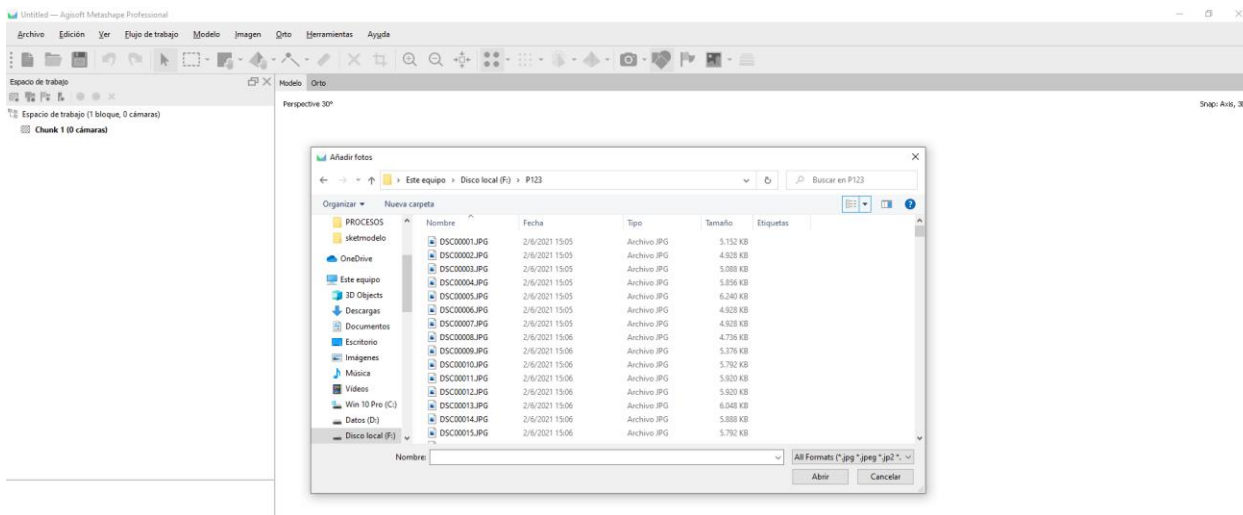 Untitled — Agisoft Metashape Professional
Archivo Edición Ver Flujo de trabajo Modelo Imagen Orto Herramientas Ayuda
Espacio de trabajo
Modelo Orto
Perspective 30°
Snap: Axis, 3D
Espacio de trabajo (1 bloque, 0 cámaras)
Chunk 1 (0 cámaras)
Añadir fotos
Este equipo > Disco local (F:) > P123
Buscar en P123
Organizar Nueva carpeta
PROCESOS
sketmodelo
OneDrive
Este equipo
3D Objects
Descargas
Documentos
Escritorio
Imágenes
Música
Vídeos
Win 10 Pro (C:)
Datos (D:)
Disco local (F:)
Nombre Fecha Tipo Tamaño Etiquetas
DSC00001.JPG 2/6/2021 15:05 Archivo JPG 5.152 KB
DSC00002.JPG 2/6/2021 15:05 Archivo JPG 4.928 KB
DSC00003.JPG 2/6/2021 15:05 Archivo JPG 5.088 KB
DSC00004.JPG 2/6/2021 15:05 Archivo JPG 5.856 KB
DSC00005.JPG 2/6/2021 15:05 Archivo JPG 6.240 KB
DSC00006.JPG 2/6/2021 15:05 Archivo JPG 4.928 KB
DSC00007.JPG 2/6/2021 15:05 Archivo JPG 4.928 KB
DSC00008.JPG 2/6/2021 15:06 Archivo JPG 4.736 KB
DSC00009.JPG 2/6/2021 15:06 Archivo JPG 5.376 KB
DSC00010.JPG 2/6/2021 15:06 Archivo JPG 5.792 KB
DSC00011.JPG 2/6/2021 15:06 Archivo JPG 5.920 KB
DSC00012.JPG 2/6/2021 15:06 Archivo JPG 5.920 KB
DSC00013.JPG 2/6/2021 15:06 Archivo JPG 6.048 KB
DSC00014.JPG 2/6/2021 15:06 Archivo JPG 5.888 KB
DSC00015.JPG 2/6/2021 15:06 Archivo JPG 5.792 KB
Nombre:
All Formats (*.jpg *.jpeg *.jp2 *.
Abrir Cancelar